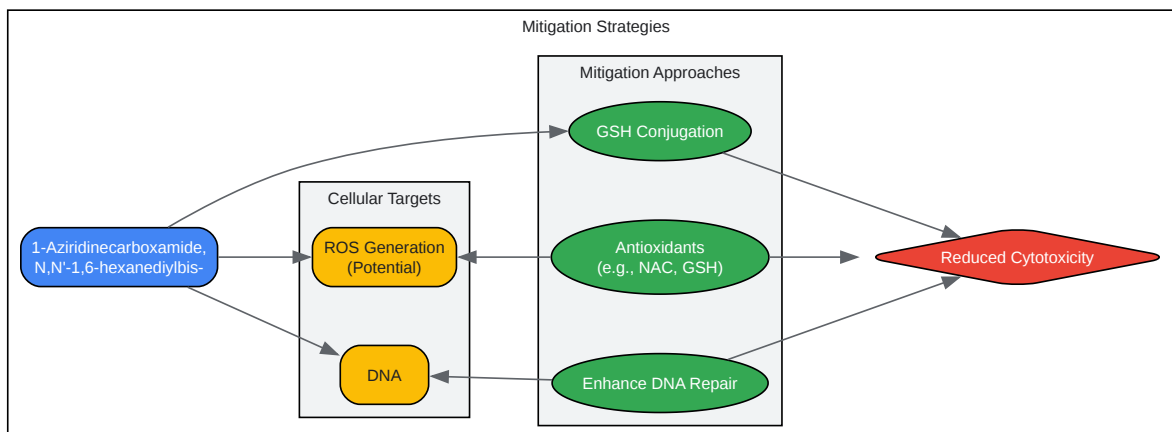 Mitigation Strategies
Mitigation Approaches
GSH Conjugation
Cellular Targets
1-Aziridinecarboxamide,
N,N'-1,6-hexanediylbis-
ROS Generation
(Potential)
Antioxidants
(e.g., NAC, GSH)
Reduced Cytotoxicity
DNA
Enhance DNA Repair